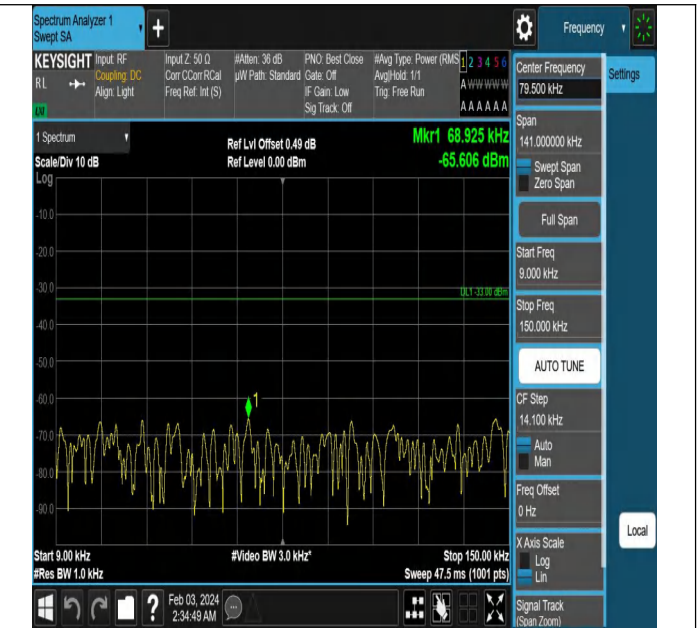 Spectrum Analyzer 1
Swept SA
+
Frequency
KEYSIGHT
RL
LXI
Input: RF
Coupling: DC
Align: Light
Input Z: 50 Ω
Corr CCorr RCal
Freq Ref: Int (S)
#Atten: 36 dB
µW Path: Standard
PNO: Best Close
Gate: Off
IF Gain: Low
Sig Track: Off
#Avg Type: Power (RMS
Avg|Hold: 1/1
Trig: Free Run
1 2 3 4 5 6
A W W W W W
A A A A A A
Center Frequency
79.500 kHz
Settings
Span
141.000000 kHz
Swept Span
Zero Span
Full Span
Start Freq
9.000 kHz
Stop Freq
150.000 kHz
AUTO TUNE
CF Step
14.100 kHz
Auto
Man
Freq Offset
0 Hz
X Axis Scale
Log
Lin
Signal Track
(Span Zoom)
Local
1 Spectrum
Scale/Div 10 dB
Log
Ref Lvl Offset 0.49 dB
Ref Level 0.00 dBm
Mkr1 68.925 kHz
-65.606 dBm
-10.0
-20.0
-30.0
DL1 -33.00 dBm
-40.0
-50.0
-60.0
1
-70.0
-80.0
-90.0
Start 9.00 kHz
#Video BW 3.0 kHz*
Stop 150.00 kHz
#Res BW 1.0 kHz
Sweep 47.5 ms (1001 pts)
?
Feb 03, 2024
2:34:49 AM